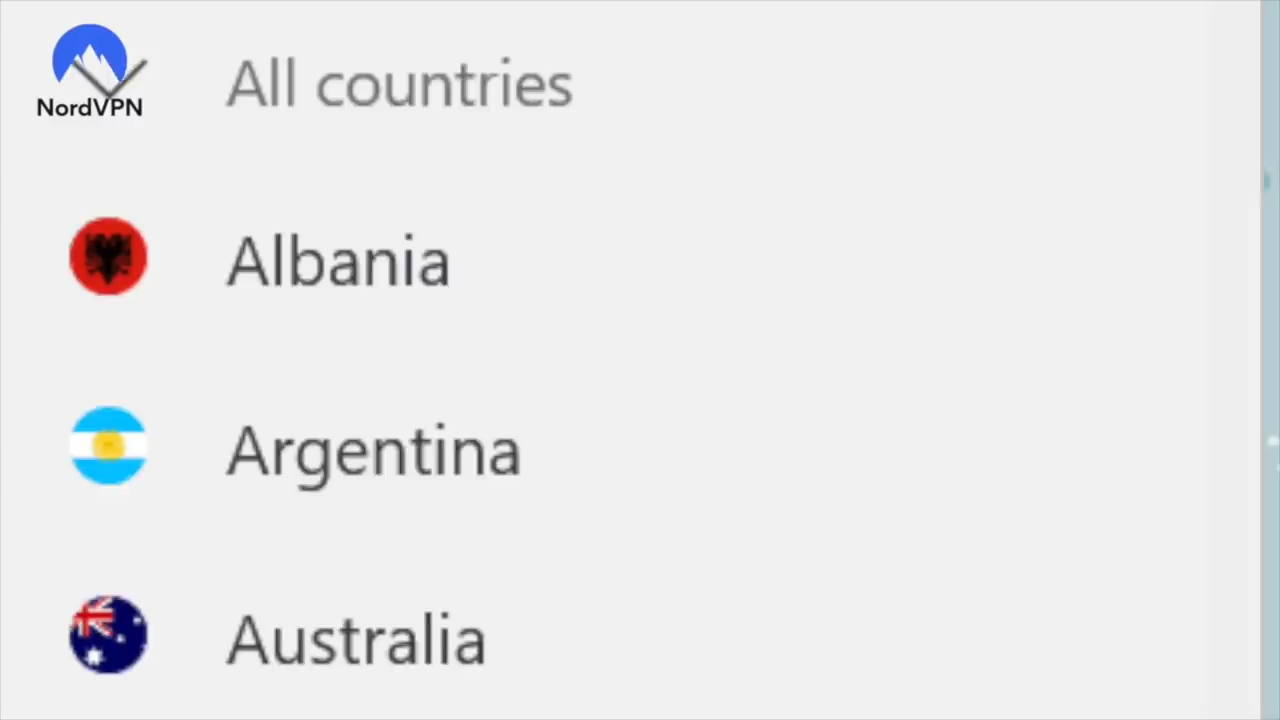 All countries
NordVPN
Albania
Argentina
Australia